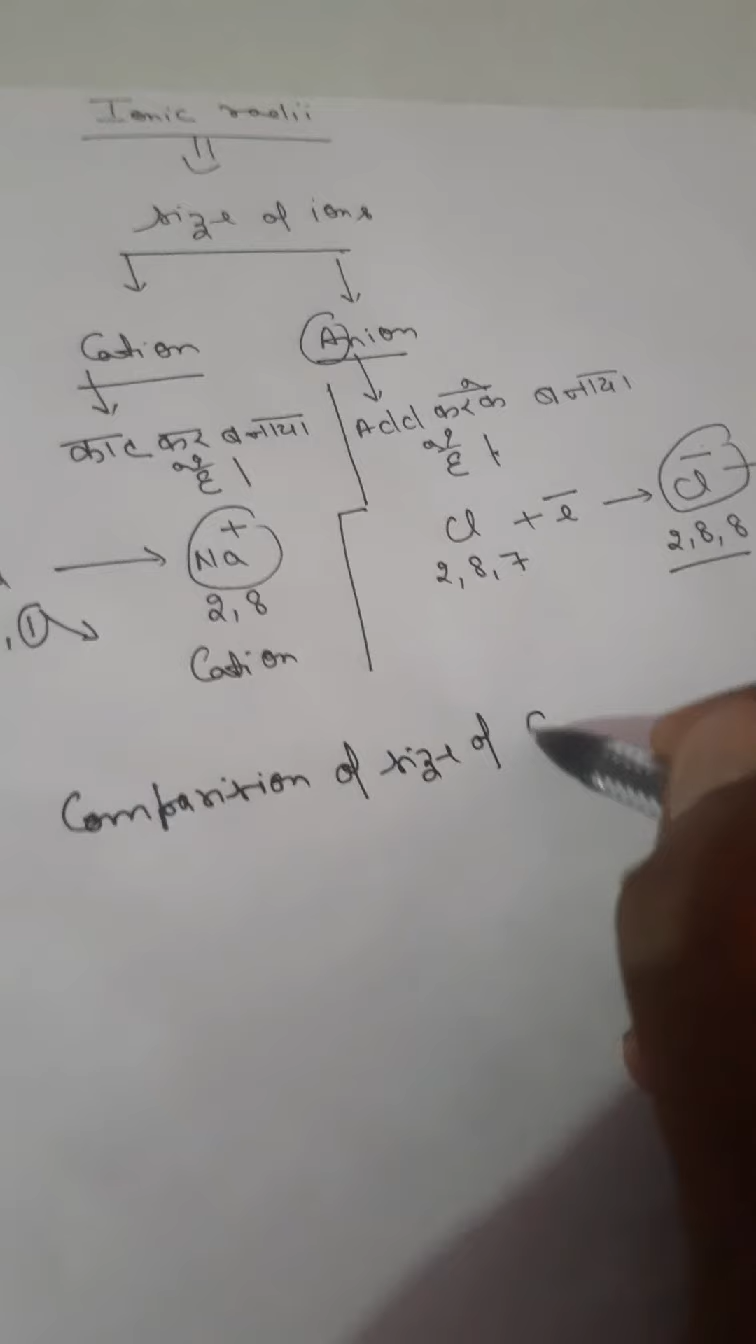 Ionic radii
size of ions
Cation
Anion
काट कर बनाया
है।
Add करके बनाया
है।
Na+
2,8
Cation
Cl + e̅ → Cl̅
2,8,7
2,8,8
, 1
Comparision of size of